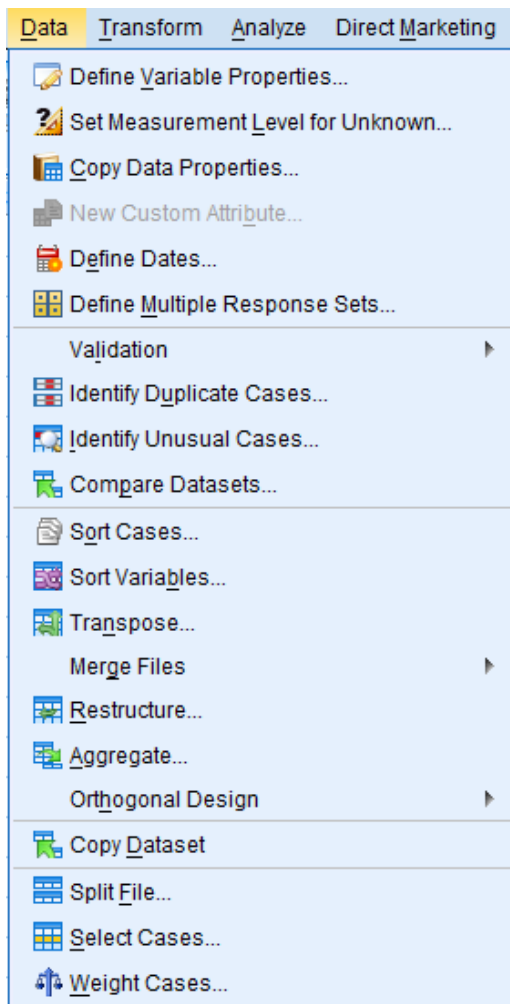 Data Transform Analyze Direct Marketing
Define Variable Properties...
Set Measurement Level for Unknown...
Copy Data Properties...
New Custom Attribute...
Define Dates...
Define Multiple Response Sets...
Validation
Identify Duplicate Cases...
Identify Unusual Cases...
Compare Datasets...
Sort Cases...
Sort Variables...
Transpose...
Merge Files
Restructure...
Aggregate...
Orthogonal Design
Copy Dataset
Split File...
Select Cases...
Weight Cases...